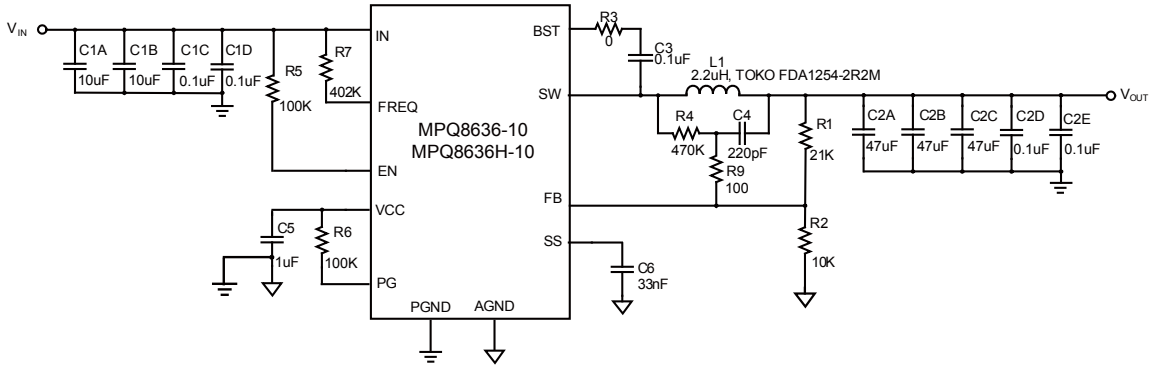 VIN
C1A
10uF
C1B
10uF
C1C
0.1uF
C1D
0.1uF
R5
100K
R7
402K
IN
FREQ
EN
VCC
PG
PGND
AGND
MPQ8636-10
MPQ8636H-10
BST
SW
FB
SS
C5
1uF
R6
100K
R3
0
C3
0.1uF
L1
2.2uH, TOKO FDA1254-2R2M
R4
470K
C4
220pF
R9
100
R1
21K
R2
10K
C6
33nF
C2A
47uF
C2B
47uF
C2C
47uF
C2D
0.1uF
C2E
0.1uF
VOUT